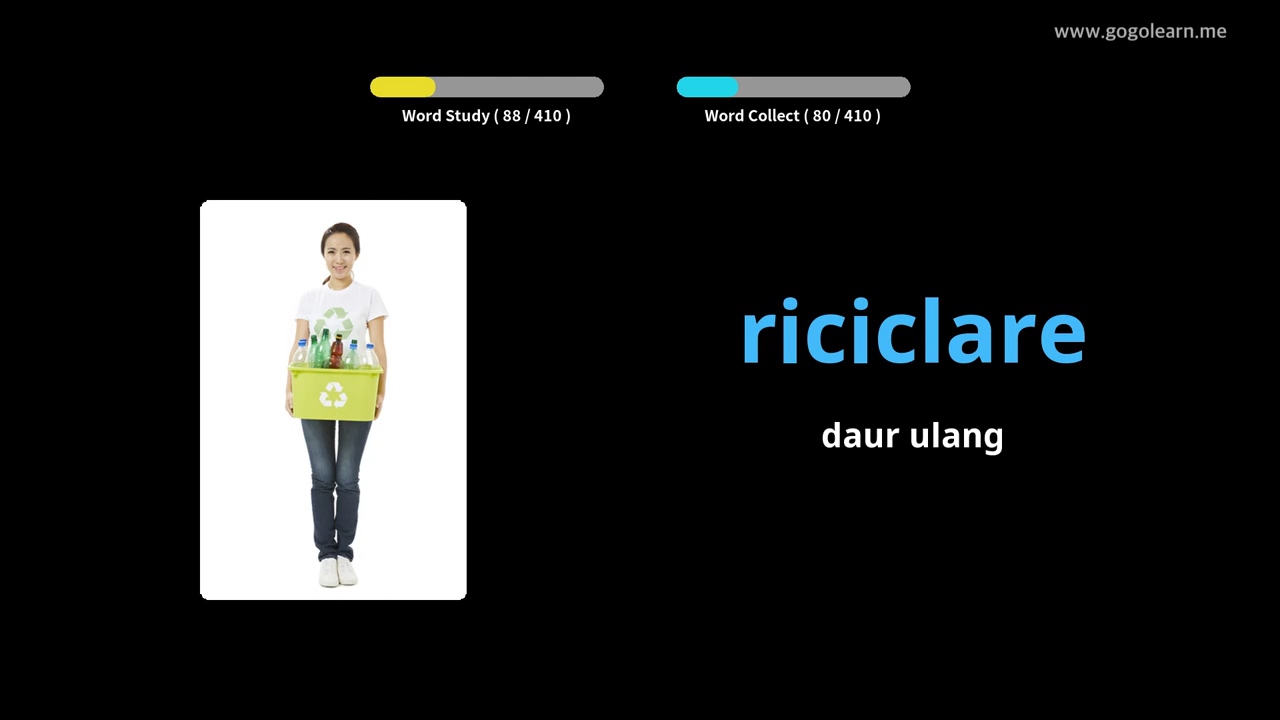 www.gogolearn.me
Word Study ( 88 / 410 )
Word Collect ( 80 / 410 )
riciclare
daur ulang